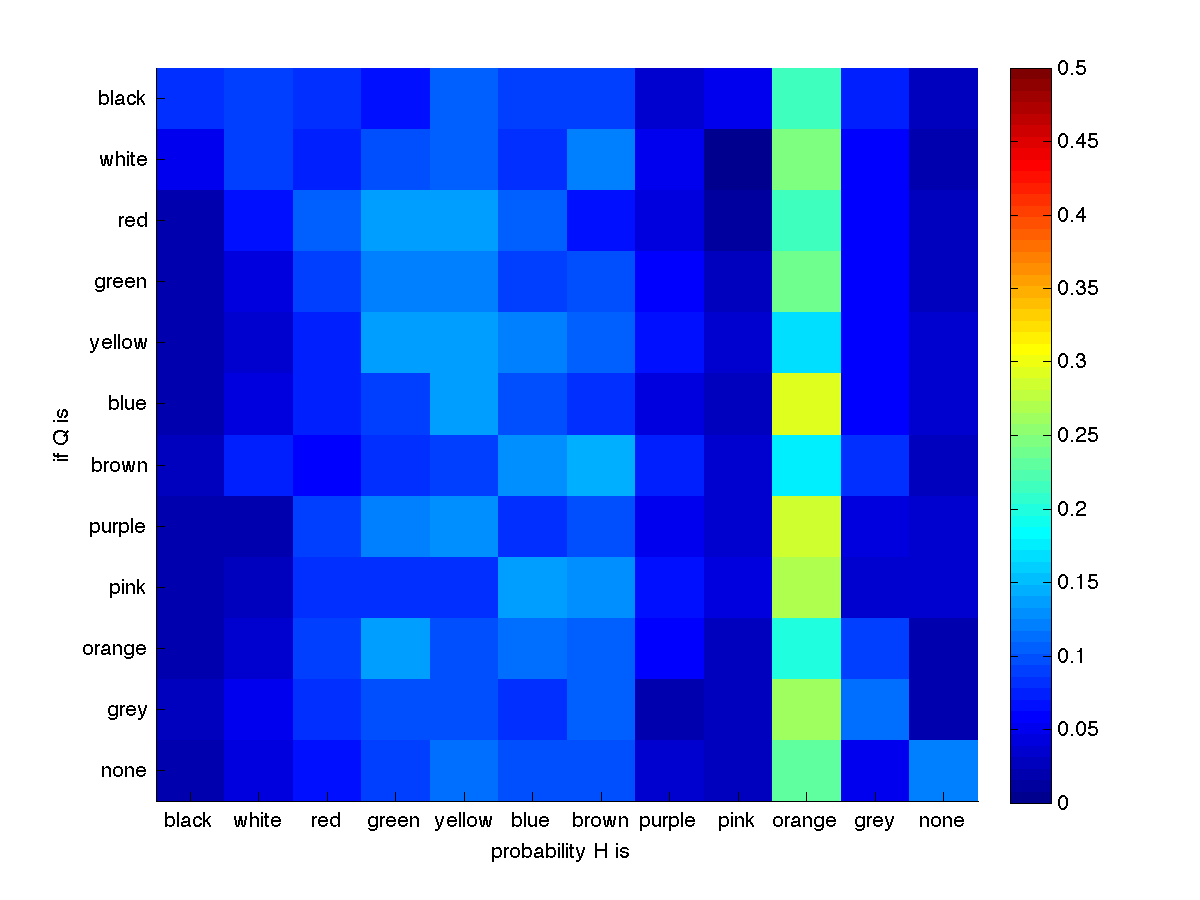 black
white
red
green
yellow
blue
brown
purple
pink
orange
grey
none
if Q is
black white red green yellow blue brown purple pink orange grey none
probability H is
0.5
0.45
0.4
0.35
0.3
0.25
0.2
0.15
0.1
0.05
0